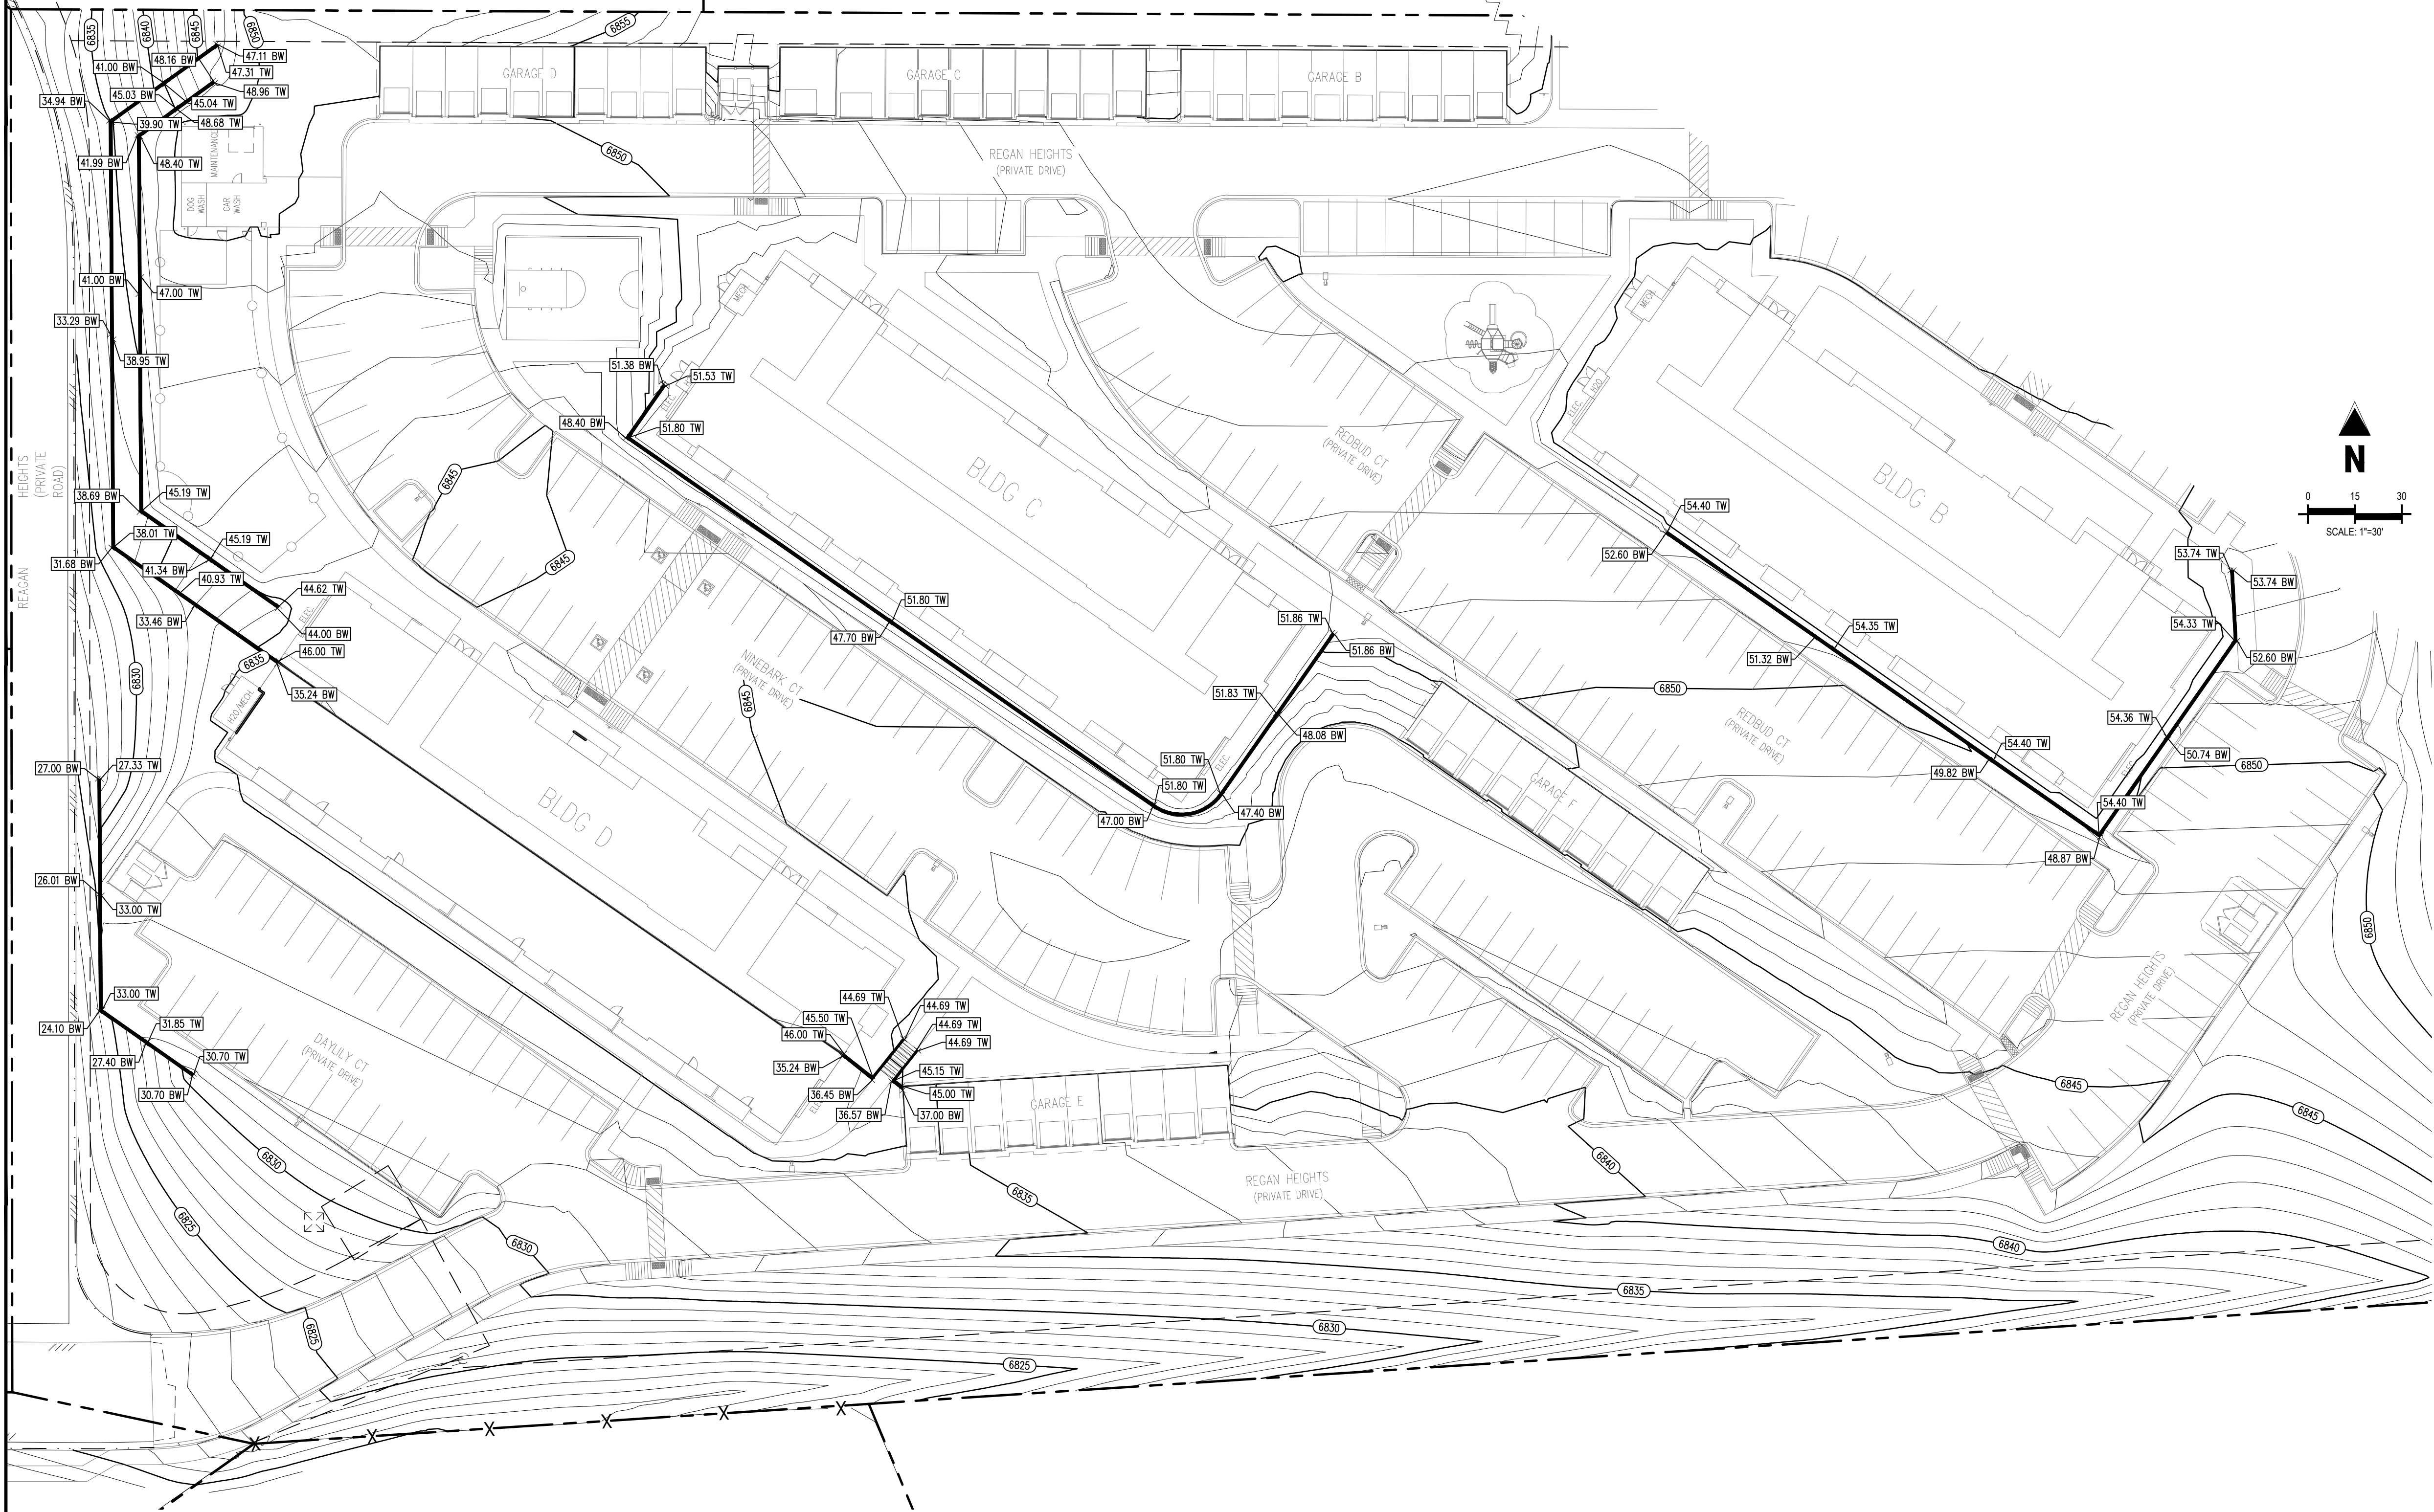 6835
6840
6845
6850
6855
48.16 BW
47.11 BW
41.00 BW
47.31 TW
45.03 BW
48.96 TW
34.94 BW
45.04 TW
39.90 TW
48.68 TW
41.99 BW
48.40 TW
MAINTENANCE
DOG
WASH
CAR
WASH
GARAGE D
GARAGE C
GARAGE B
6850
REGAN HEIGHTS
(PRIVATE DRIVE)
41.00 BW
47.00 TW
33.29 BW
38.95 TW
MECH.
MECH.
51.38 BW
51.53 TW
ELEC.
H2O
ELEC.
48.40 BW
51.80 TW
REDBUD CT
(PRIVATE DRIVE)
N
0 15 30
SCALE: 1"=30'
HEIGHTS
(PRIVATE
ROAD)
REAGAN
6845
BLDG C
BLDG B
38.69 BW
45.19 TW
54.40 TW
52.60 BW
38.01 TW
45.19 TW
53.74 TW
53.74 BW
31.68 BW
41.34 BW
6845
40.93 TW
44.62 TW
51.80 TW
33.46 BW
44.00 BW
47.70 BW
51.86 TW
54.35 TW
54.33 TW
ELEC.
46.00 TW
51.86 BW
51.32 BW
52.60 BW
6835
6830
35.24 BW
H2O/MECH.
NINEBARK CT
(PRIVATE DRIVE)
6845
51.83 TW
6850
48.08 BW
REDBUD CT
(PRIVATE DRIVE)
54.36 TW
50.74 BW
27.00 BW
27.33 TW
51.80 TW
ELEC.
54.40 TW
49.82 BW
ELEC.
6850
51.80 TW
GARAGE F
BLDG D
47.00 BW
47.40 BW
54.40 TW
48.87 BW
26.01 BW
33.00 TW
6850
33.00 TW
44.69 TW
44.69 TW
REGAN HEIGHTS
(PRIVATE DRIVE)
24.10 BW
31.85 TW
45.50 TW
44.69 TW
46.00 TW
44.69 TW
DAYLILY CT
(PRIVATE DRIVE)
27.40 BW
30.70 TW
35.24 BW
45.15 TW
30.70 BW
36.45 BW
45.00 TW
ELEC.
36.57 BW
37.00 BW
GARAGE E
6845
6845
6830
6840
REGAN HEIGHTS
(PRIVATE DRIVE)
6835
6825
6830
6840
6835
6825
6830
6825
X X X X X X